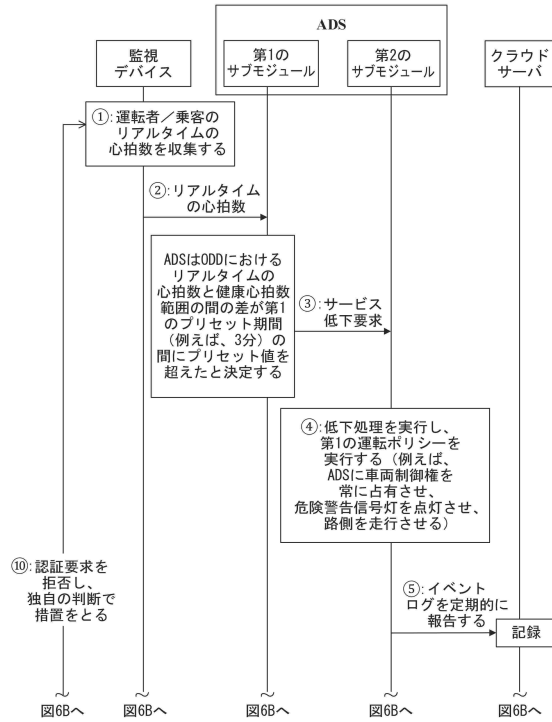 ADS
監視
デバイス
第1の
サブモジュール
第2の
サブモジュール
クラウド
サーバ
①:運転者／乗客の
リアルタイムの
心拍数を収集する
②:リアルタイム
の心拍数
ADSはODDにおける
リアルタイムの
心拍数と健康心拍数
範囲の間の差が第1
のプリセット期間
（例えば、3分）の
間にプリセット値を
超えたと決定する
③:サービス
低下要求
④:低下処理を実行し、
第1の運転ポリシーを
実行する（例えば、
ADSに車両制御権を
常に占有させ、
危険警告信号灯を点灯させ、
路側を走行させる）
⑩:認証要求を
拒否し、
独自の判断で
措置をとる
⑤:イベント
ログを定期的に
報告する
記録
図6Bへ
図6Bへ
図6Bへ
図6Bへ
図6Bへ